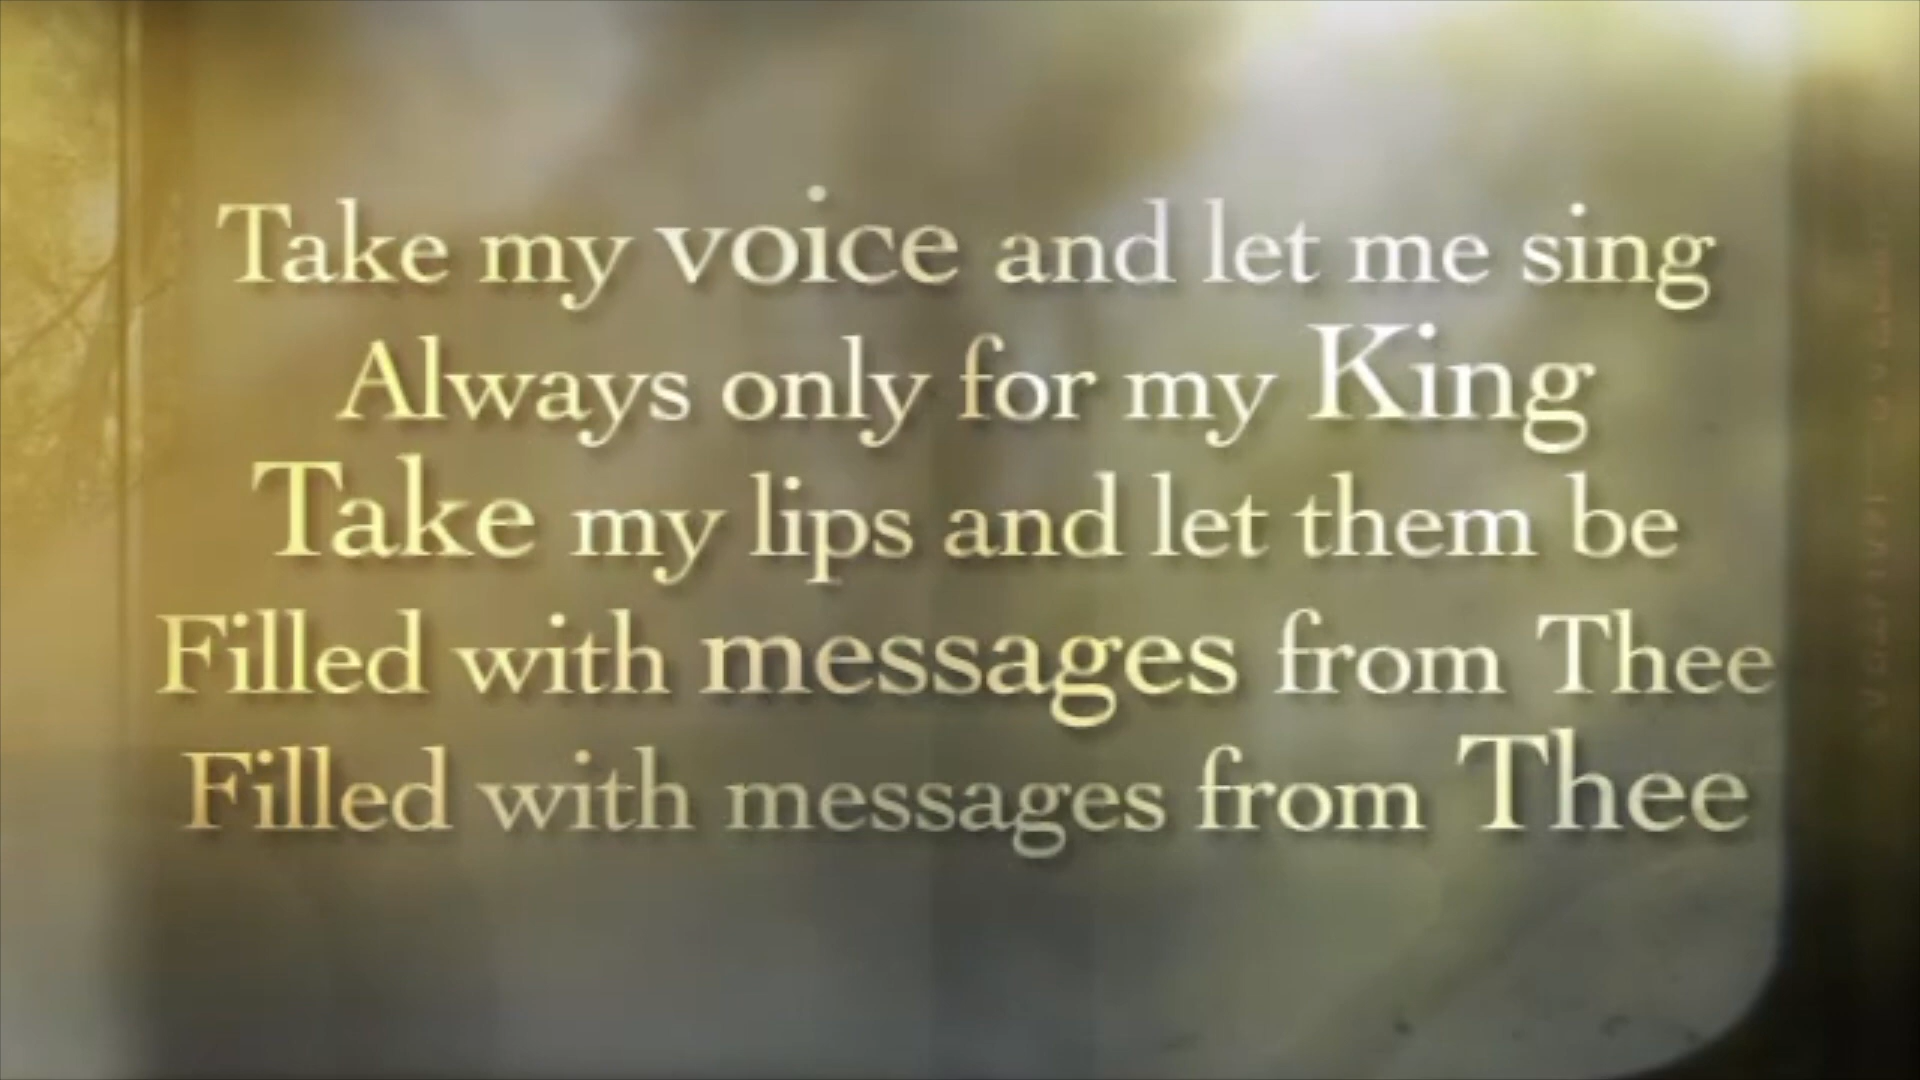 Take my voice and let me sing
Always only for my King
Take my lips and let them be
Filled with messages from Thee
Filled with messages from Thee